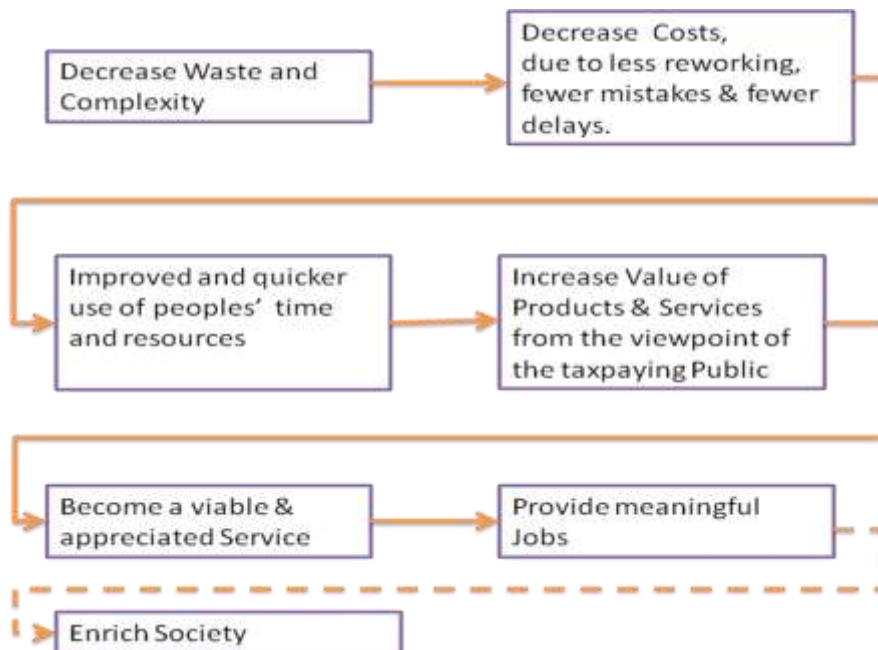 Decrease Waste and
Complexity
Decrease Costs,
due to less reworking,
fewer mistakes & fewer
delays.
Improved and quicker
use of peoples' time
and resources
Increase Value of
Products & Services
from the viewpoint of
the taxpaying Public
Become a viable &
appreciated Service
Provide meaningful
Jobs
Enrich Society